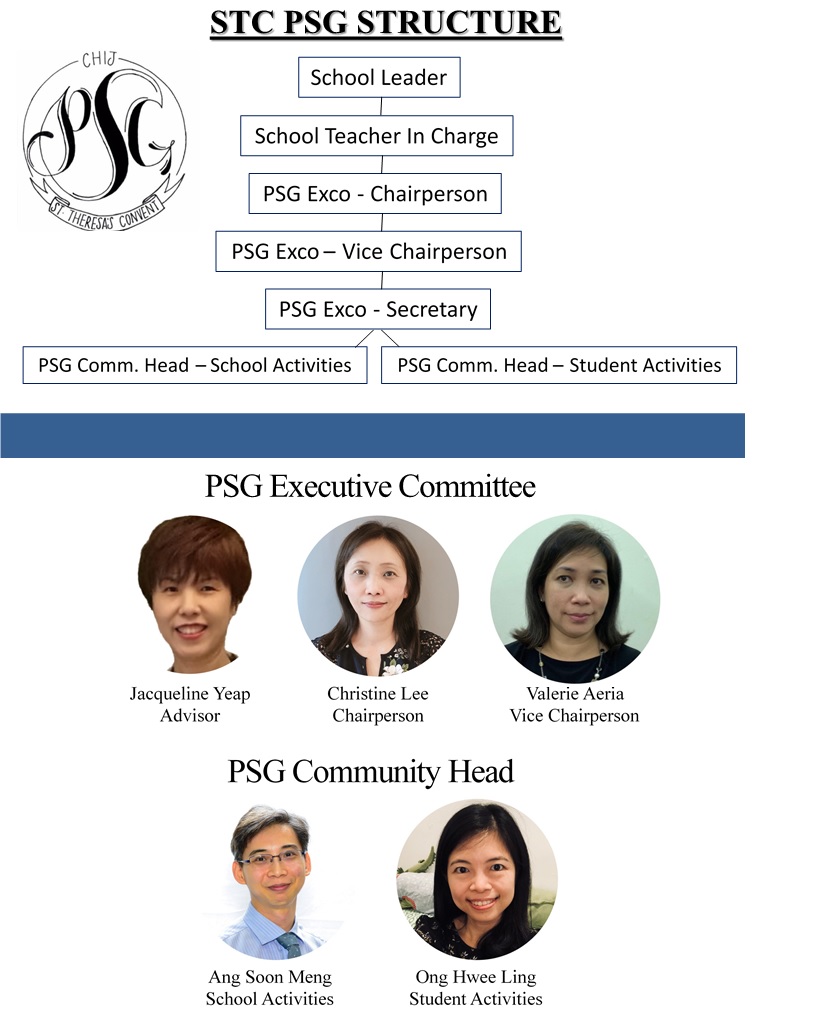 STC PSG STRUCTURE
CHIJ
PSG
ST. THERESA'S CONVENT
School Leader
School Teacher In Charge
PSG Exco - Chairperson
PSG Exco – Vice Chairperson
PSG Exco - Secretary
PSG Comm. Head – School Activities
PSG Comm. Head – Student Activities
PSG Executive Committee
Jacqueline Yeap
Advisor
Christine Lee
Chairperson
Valerie Aeria
Vice Chairperson
PSG Community Head
Ang Soon Meng
School Activities
Ong Hwee Ling
Student Activities